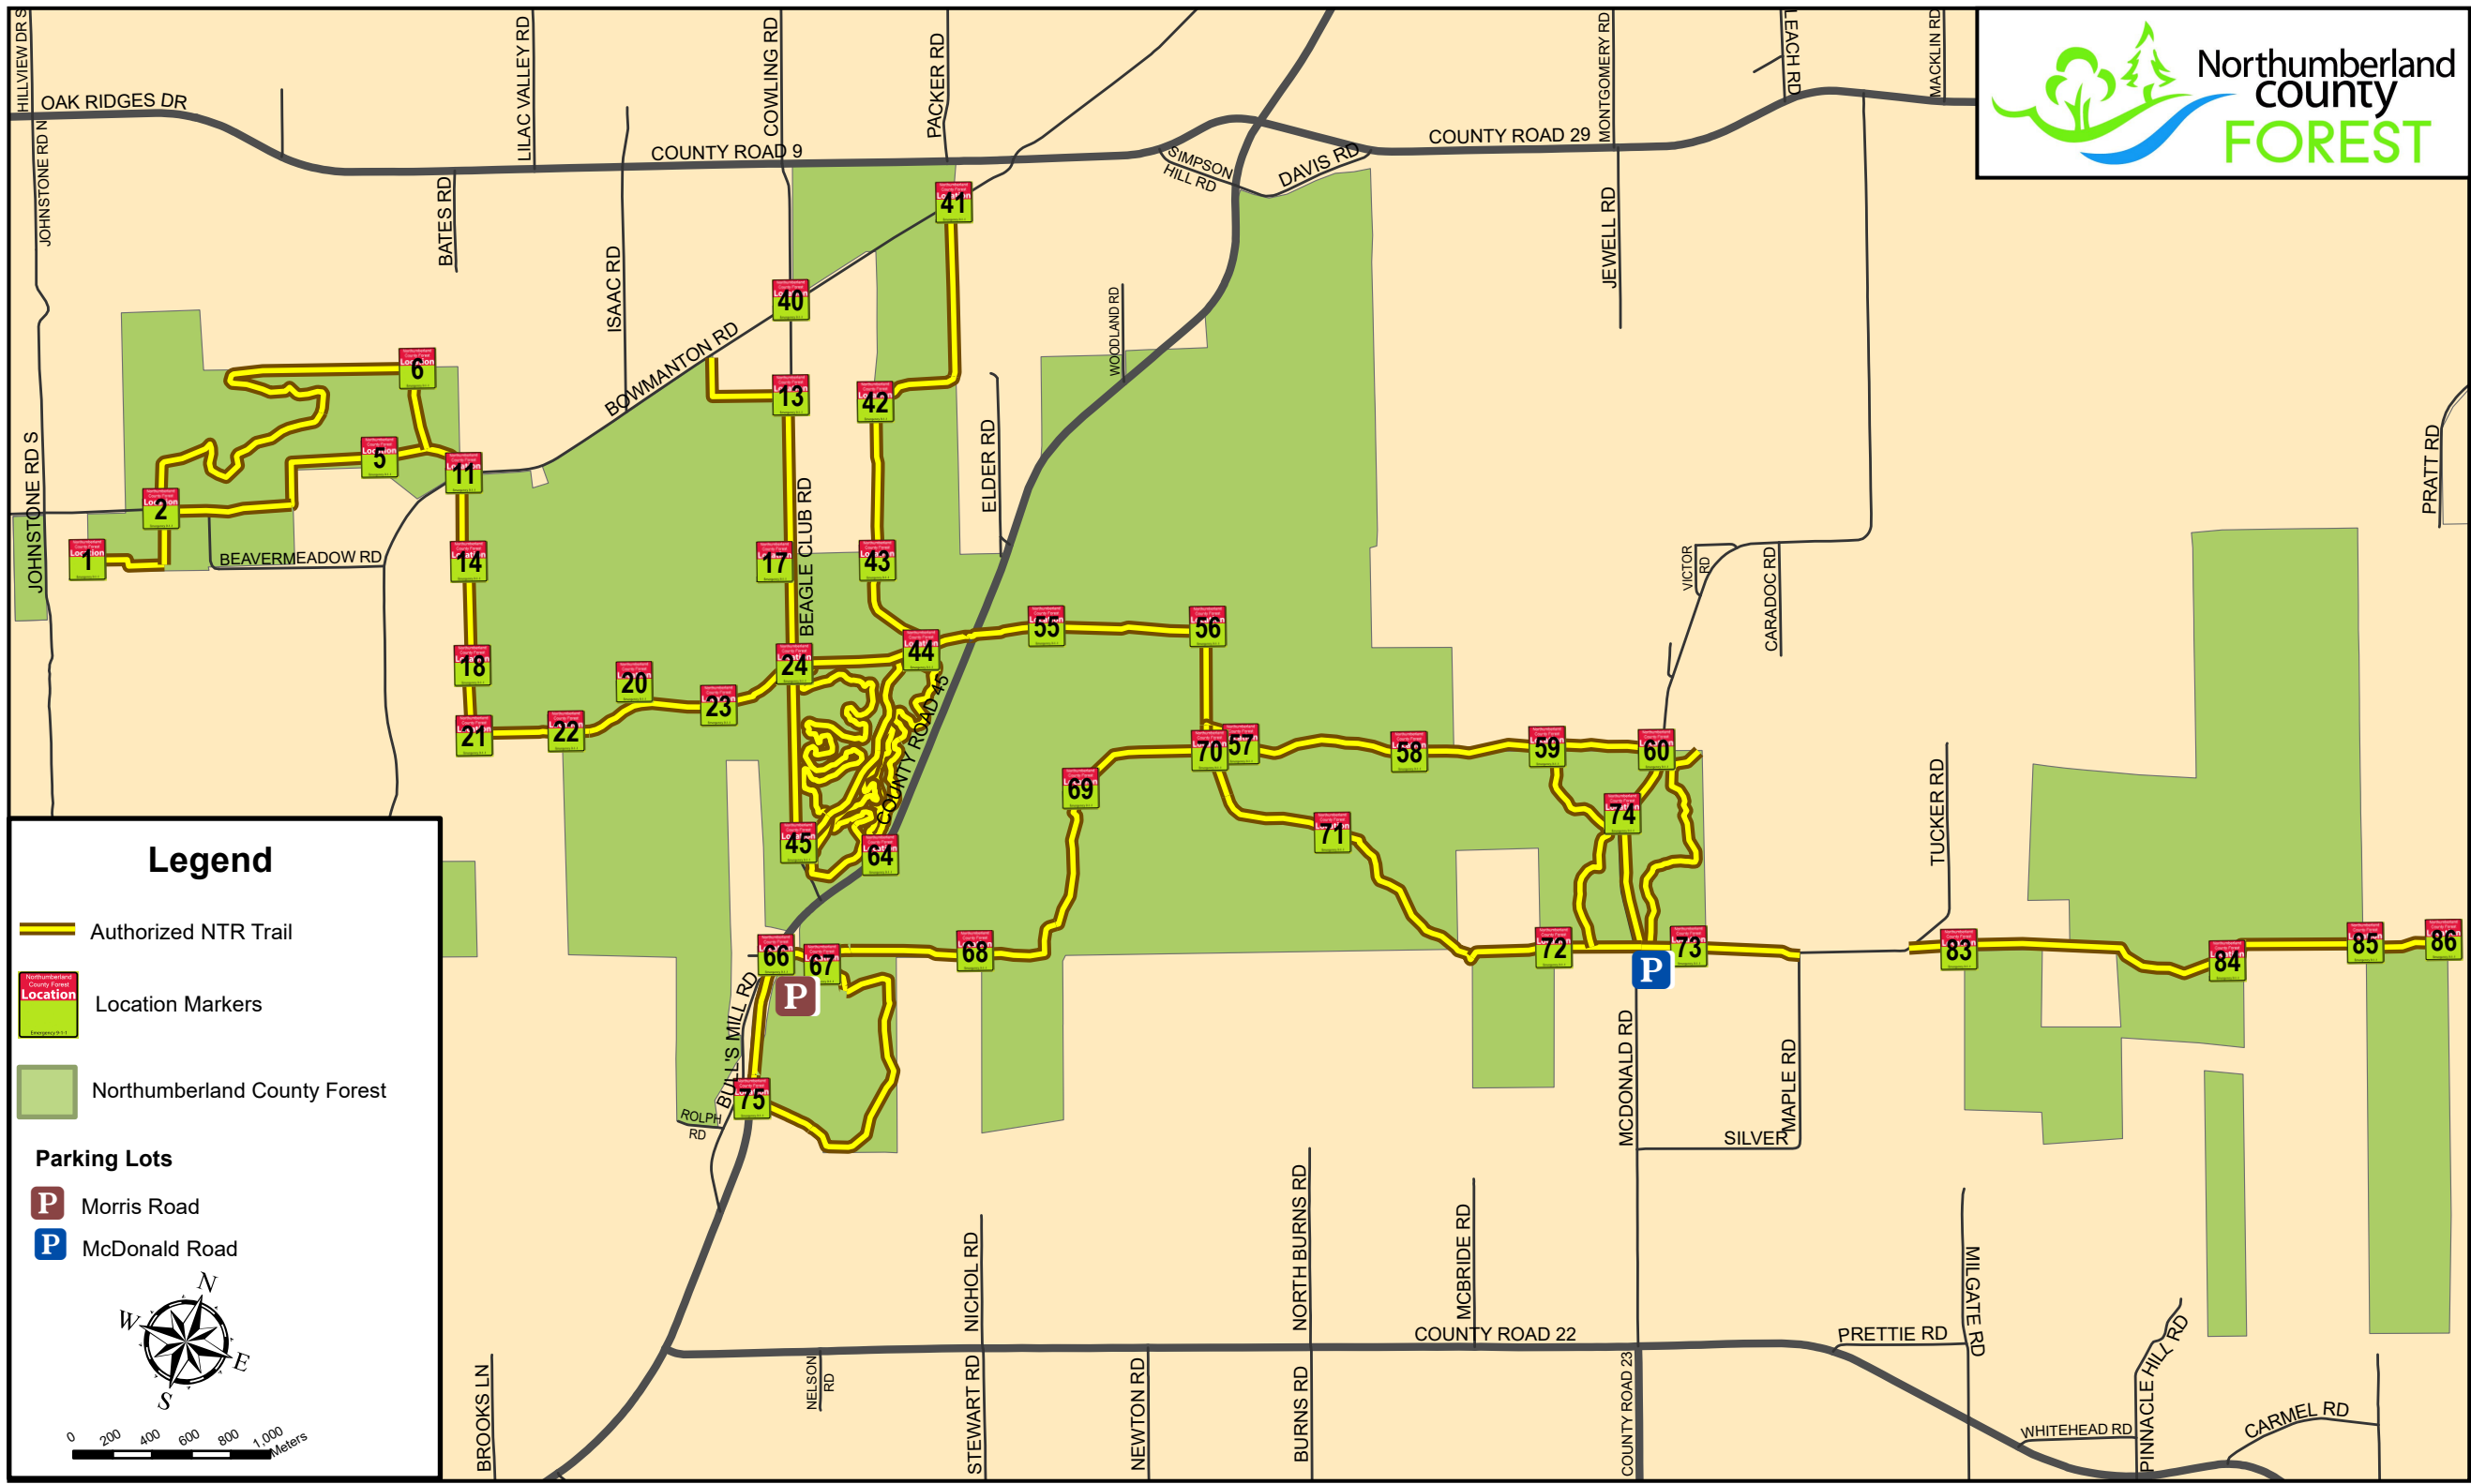 HILLVIEW DR S
OAK RIDGES DR
JOHNSTONE RD N
LILAC VALLEY RD
COWLING RD
PACKER RD
COUNTY ROAD 9
BATES RD
ISAAC RD
SIMPSON
HILL RD
DAVIS RD
COUNTY ROAD 29
MONTGOMERY RD
LEACH RD
MACKLIN RD
JEWELL RD
Northumberland
county
FOREST
BOWMANTON RD
WOODLAND RD
ELDER RD
JOHNSTONE RD S
BEAVERMEADOW RD
BEAGLE CLUB RD
COUNTY ROAD 45
VICTOR
RD
CARADOC RD
PRATT RD
TUCKER RD
BULL'S MILL RD
ROLPH
RD
MCDONALD RD
MAPLE RD
SILVER
41
40
6
13
42
5
11
2
1
14
17
43
55
56
44
24
18
20
23
21
22
70
57
58
59
60
69
74
71
45
64
66
67
68
72
73
83
84
85
86
75
P
P
Legend
Authorized NTR Trail
Northumberland
County Forest
Location
Emergency 9-1-1
Location Markers
Northumberland County Forest
Parking Lots
P
Morris Road
P
McDonald Road
N
W
E
S
0
200
400
600
800
1,000
Meters
NICHOL RD
NORTH BURNS RD
MCBRIDE RD
MILGATE RD
COUNTY ROAD 22
PRETTIE RD
BROOKS LN
NELSON
RD
STEWART RD
NEWTON RD
BURNS RD
COUNTY ROAD 23
WHITEHEAD RD
PINNACLE HILL RD
CARMEL RD